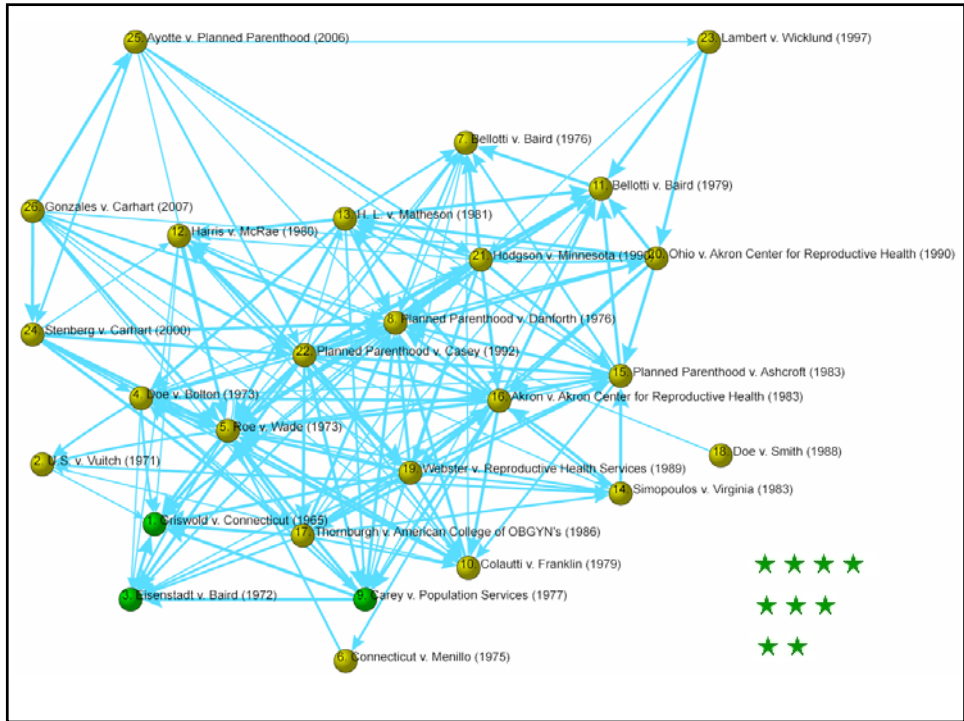 25. Ayotte v. Planned Parenthood (2006)
23. Lambert v. Wicklund (1997)
7. Bellotti v. Baird (1976)
11. Bellotti v. Baird (1979)
26. Gonzales v. Carhart (2007)
13. H. L. v. Matheson (1981)
12. Harris v. McRae (1980)
21. Hodgson v. Minnesota (1990)
20. Ohio v. Akron Center for Reproductive Health (1990)
8. Planned Parenthood v. Danforth (1976)
24. Stenberg v. Carhart (2000)
22. Planned Parenthood v. Casey (1992)
15. Planned Parenthood v. Ashcroft (1983)
4. Doe v. Bolton (1973)
16. Akron v. Akron Center for Reproductive Health (1983)
5. Roe v. Wade (1973)
18. Doe v. Smith (1988)
2. U.S. v. Vuitch (1971)
19. Webster v. Reproductive Health Services (1989)
14. Simopoulos v. Virginia (1983)
1. Griswold v. Connecticut (1965)
17. Thornburgh v. American College of OBGYN's (1986)
10. Colautti v. Franklin (1979)
3. Eisenstadt v. Baird (1972)
9. Carey v. Population Services (1977)
6. Connecticut v. Menillo (1975)